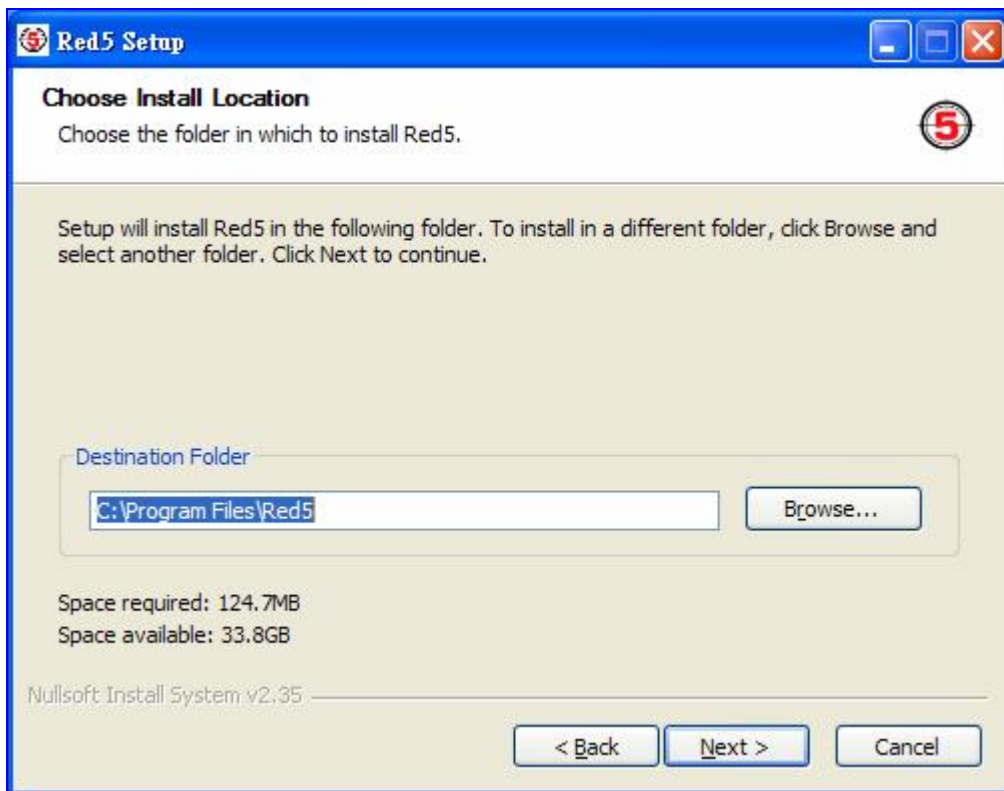 Red5 Setup
Choose Install Location
Choose the folder in which to install Red5.
5
Setup will install Red5 in the following folder. To install in a different folder, click Browse and
select another folder. Click Next to continue.
Destination Folder
C:\Program Files\Red5
Browse...
Space required: 124.7MB
Space available: 33.8GB
Nullsoft Install System v2.35
< Back
Next >
Cancel